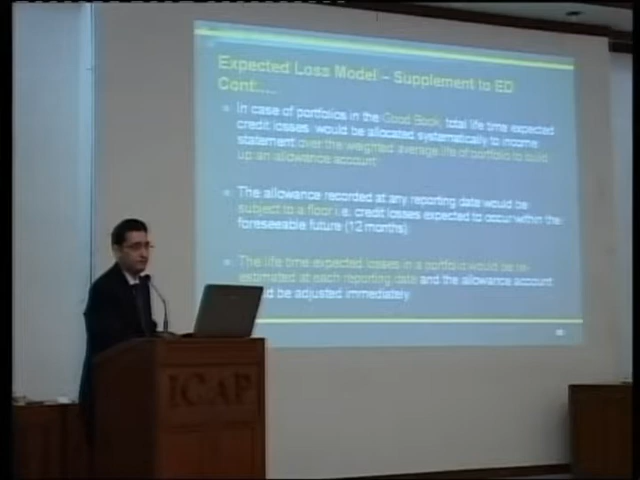 Expected Loss Model – Supplement to ED
Cont:....
In case of portfolios in the Good Book, total life time expected
credit losses would be allocated systematically to income
statement over the weighted average life of portfolio to build
up an allowance account
The allowance recorded at any reporting date would be
subject to a floor i.e. credit losses expected to occur within the
foreseeable future (12 months).
The life time expected losses in a portfolio would be re-
estimated at each reporting date and the allowance account
be adjusted immediately
ICAP